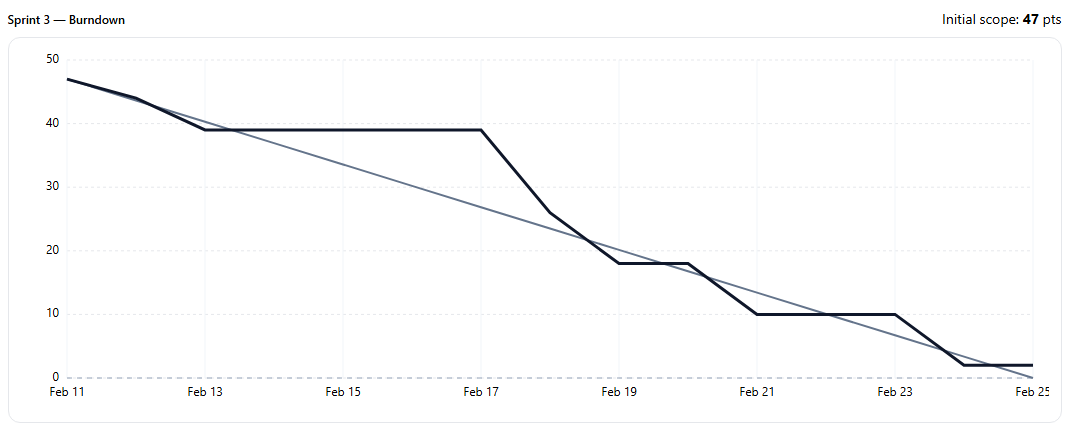 Sprint 3 — Burndown
Initial scope: 47 pts
50
40
30
20
10
0
Feb 11 Feb 13 Feb 15 Feb 17 Feb 19 Feb 21 Feb 23 Feb 25